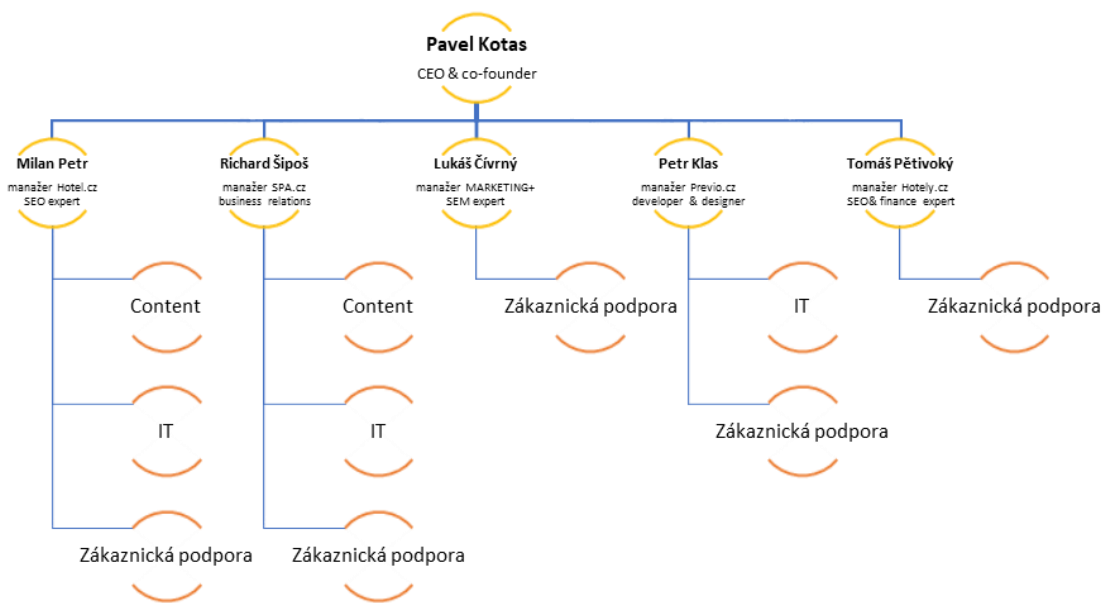 Pavel Kotas
CEO & co-founder
Milan Petr
manažer Hotel.cz
SEO expert
Richard Šipoš
manažer SPA.cz
business relations
Lukáš Čívrný
manažer MARKETING+
SEM expert
Petr Klas
manažer Previo.cz
developer & designer
Tomáš Pětivoký
manažer Hotely.cz
SEO& finance expert
Content
Content
Zákaznická podpora
IT
Zákaznická podpora
IT
IT
Zákaznická podpora
Zákaznická podpora
Zákaznická podpora